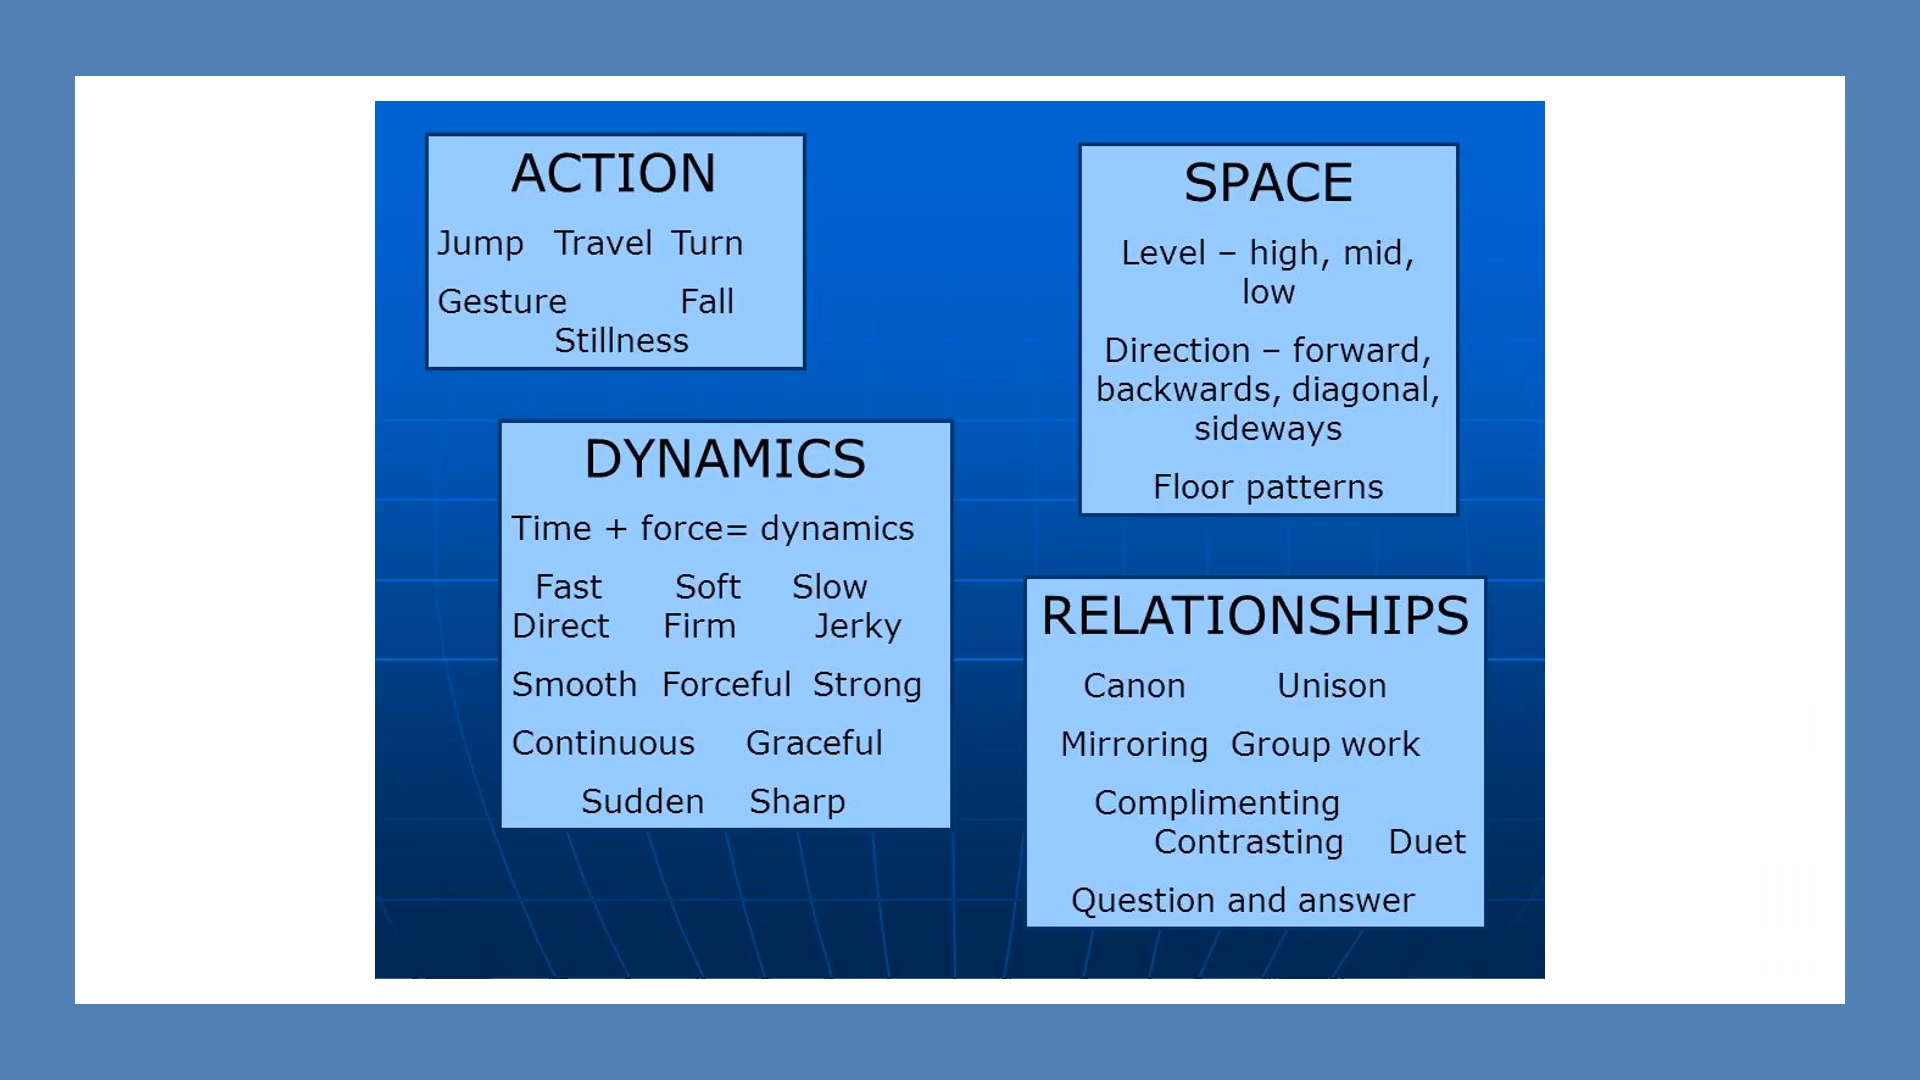 ACTION
Jump Travel Turn
Gesture Fall
Stillness
SPACE
Level – high, mid,
low
Direction – forward,
backwards, diagonal,
sideways
Floor patterns
DYNAMICS
Time + force= dynamics
Fast Soft Slow
Direct Firm Jerky
Smooth Forceful Strong
Continuous Graceful
Sudden Sharp
RELATIONSHIPS
Canon Unison
Mirroring Group work
Complimenting
Contrasting Duet
Question and answer